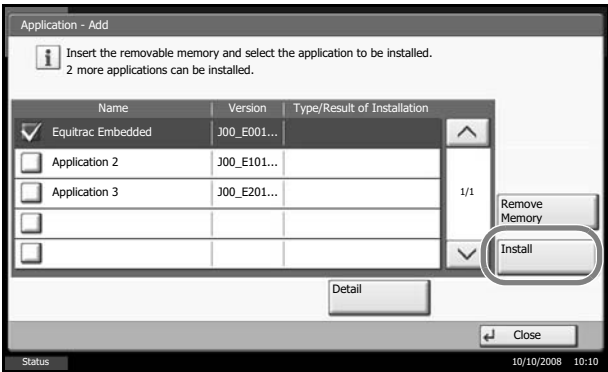 Application - Add
Insert the removable memory and select the application to be installed.
2 more applications can be installed.
Name Version Type/Result of Installation
Equitrac Embedded J00_E001...
Application 2 J00_E101...
Application 3 J00_E201...
1/1
Remove
Memory
Install
Detail
Close
Status 10/10/2008 10:10